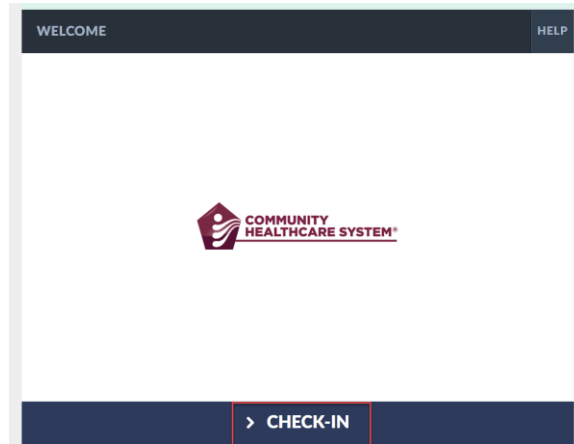 WELCOME
HELP
COMMUNITY
HEALTHCARE SYSTEM®
> CHECK-IN